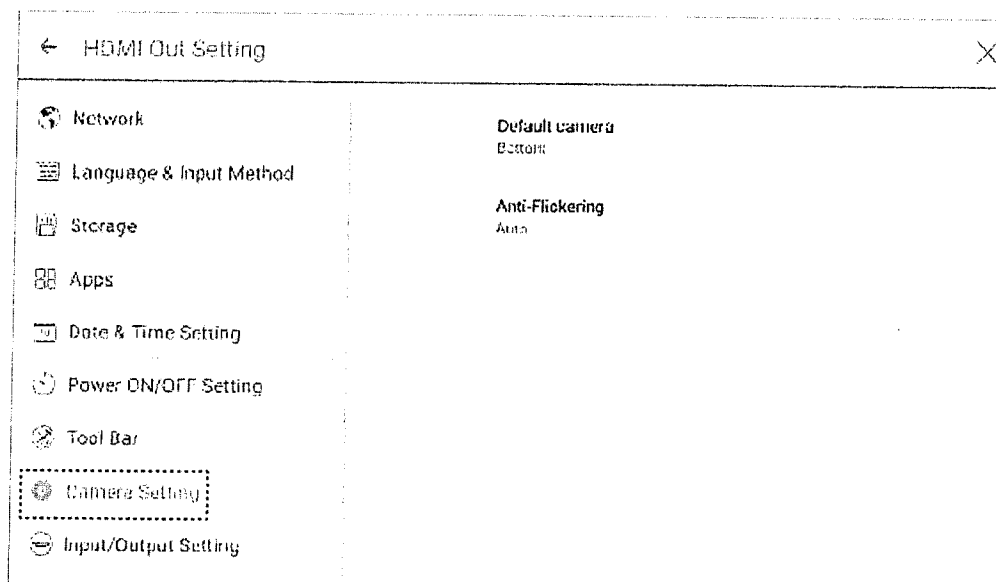 HDMI Out Setting
Network
Language & Input Method
Storage
Apps
Date & Time Setting
Power ON/OFF Setting
Tool Bar
Camera Setting
Input/Output Setting
Default camera
Bottom
Anti-Flickering
Auto